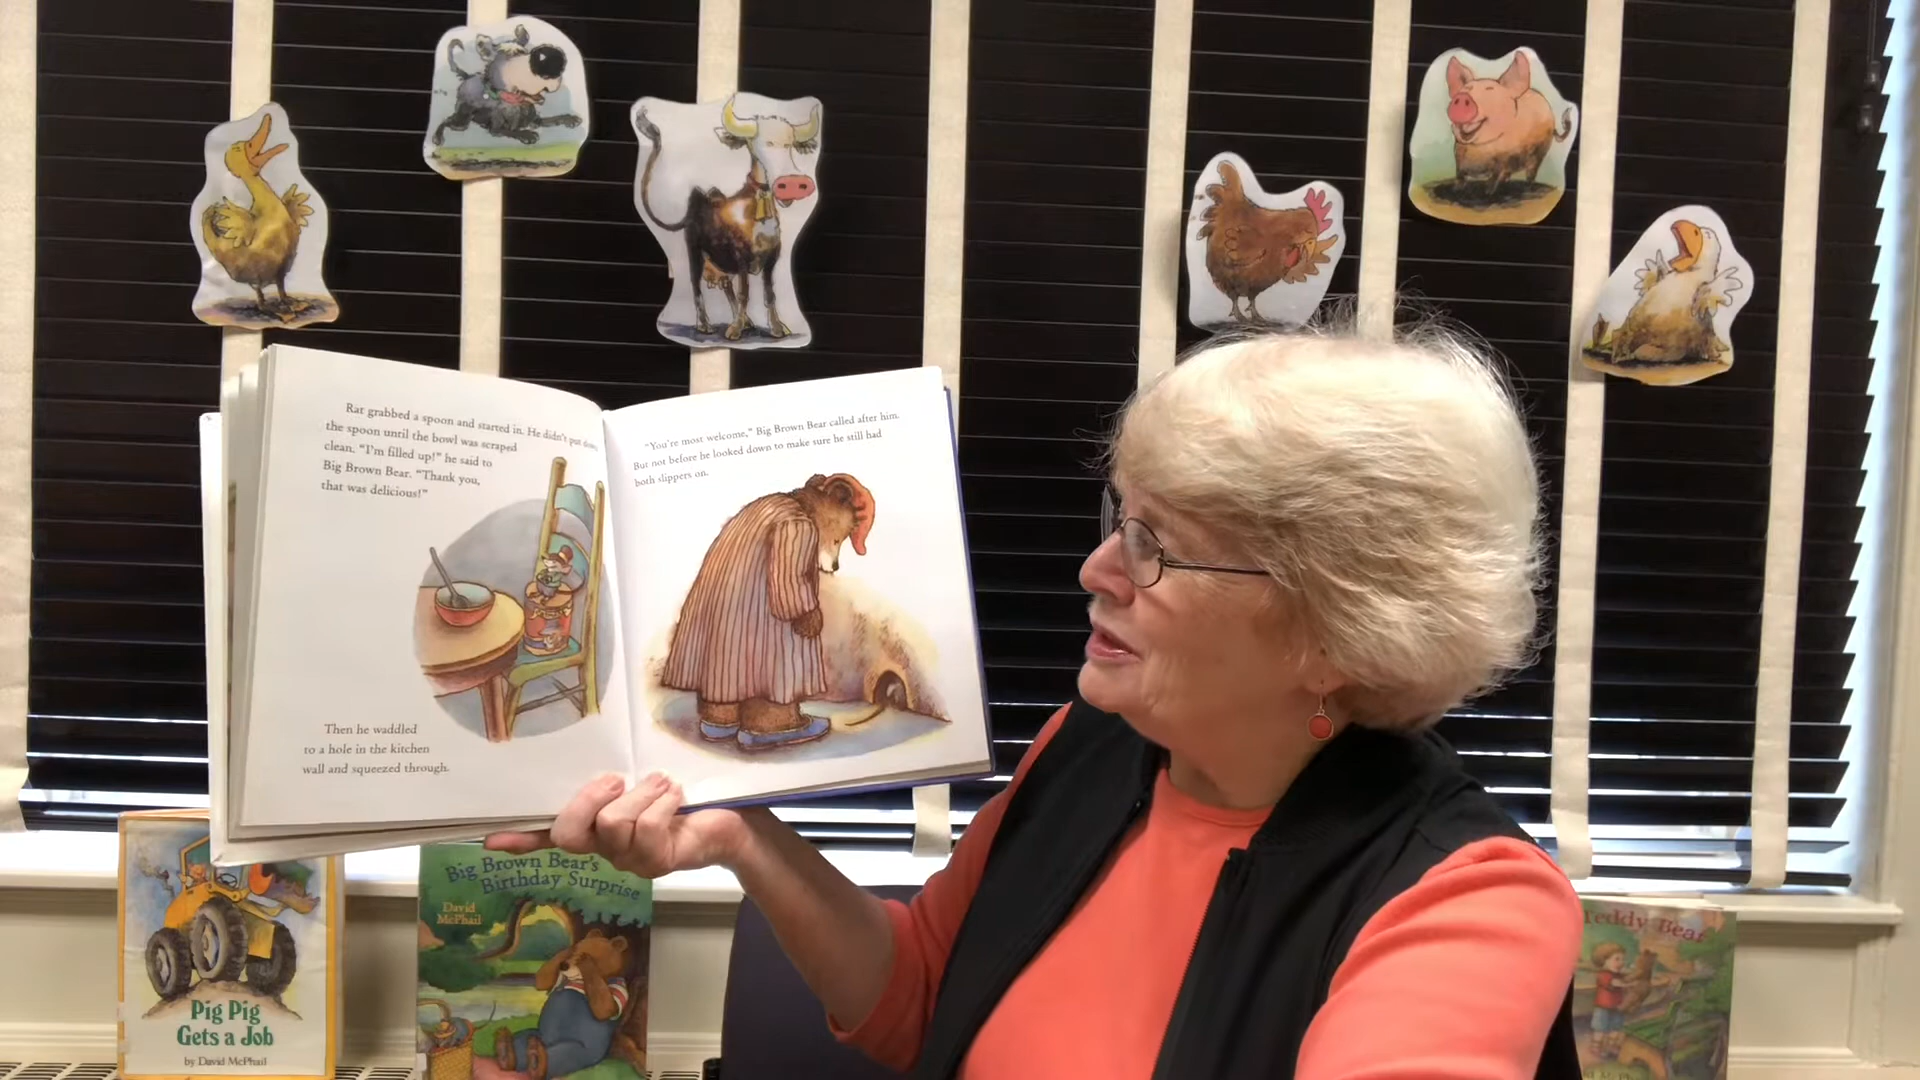 Rat grabbed a spoon and started in. He didn't put down
the spoon until the bowl was scraped
clean. "I'm filled up!" he said to
Big Brown Bear. "Thank you,
that was delicious!"
Then he waddled
to a hole in the kitchen
wall and squeezed through.
"You're most welcome," Big Brown Bear called after him.
But not before he looked down to make sure he still had
both slippers on.
Pig Pig
Gets a Job
by David McPhail
Big Brown Bear's
Birthday Surprise
David
McPhail
Teddy Bear